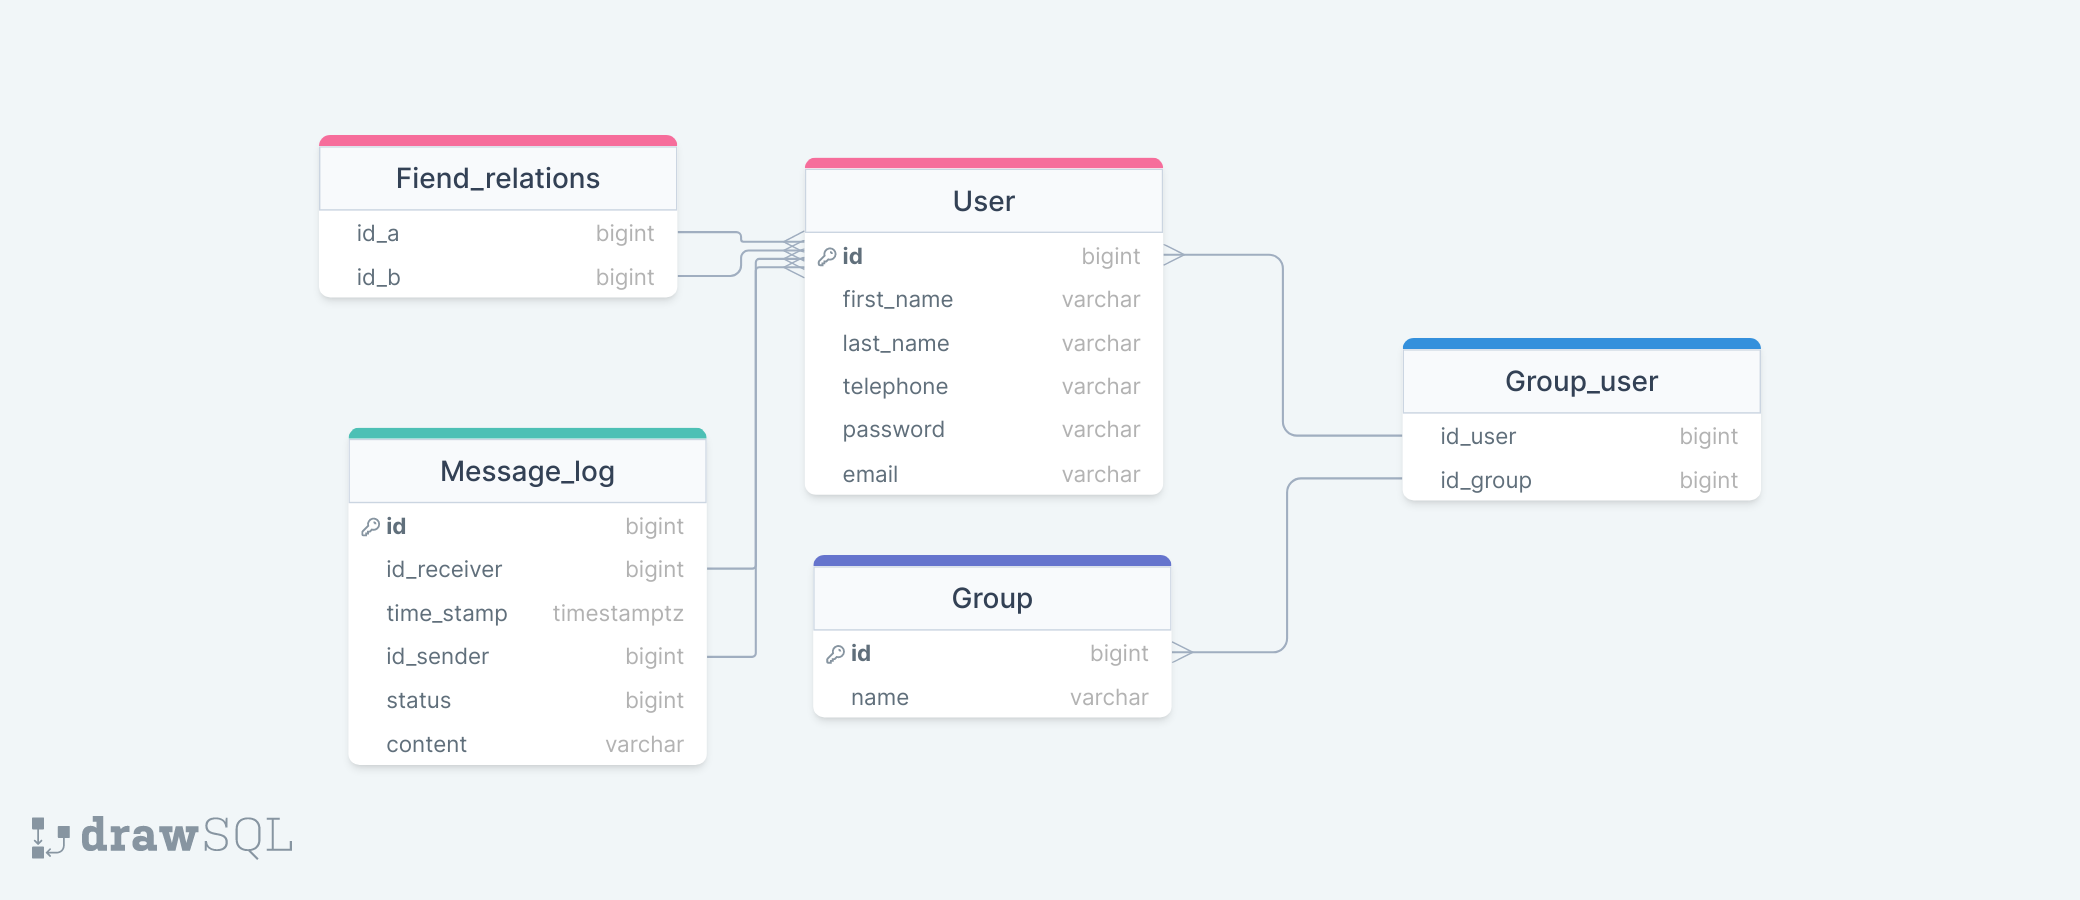 Fiend_relations
id_a bigint
id_b bigint
User
id bigint
first_name varchar
last_name varchar
telephone varchar
password varchar
email varchar
Group_user
id_user bigint
id_group bigint
Message_log
id bigint
id_receiver bigint
time_stamp timestamptz
id_sender bigint
status bigint
content varchar
Group
id bigint
name varchar
drawSQL